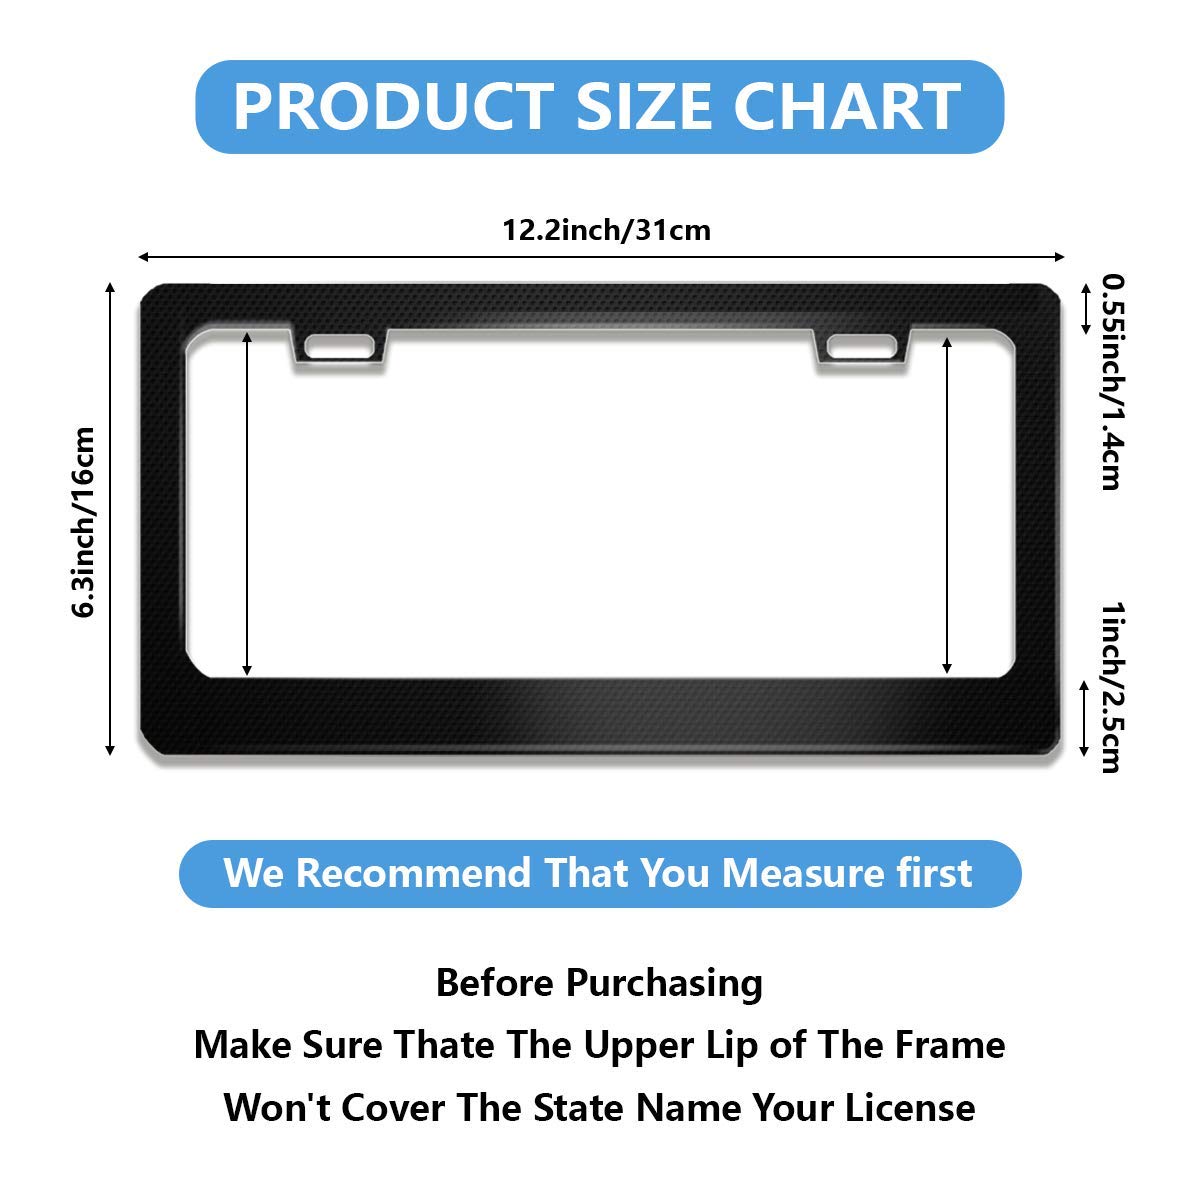 PRODUCT SIZE CHART
12.2inch/31cm
0.55inch/1.4cm
6.3inch/16cm
1inch/2.5cm
We Recommend That You Measure first
Before Purchasing
Make Sure Thate The Upper Lip of The Frame
Won't Cover The State Name Your License